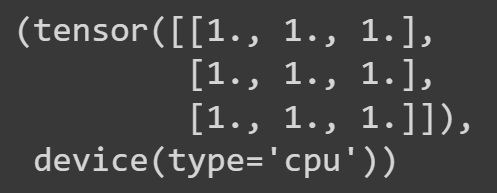 (tensor([[1., 1., 1.],
         [1., 1., 1.],
         [1., 1., 1.]]),
 device(type='cpu'))